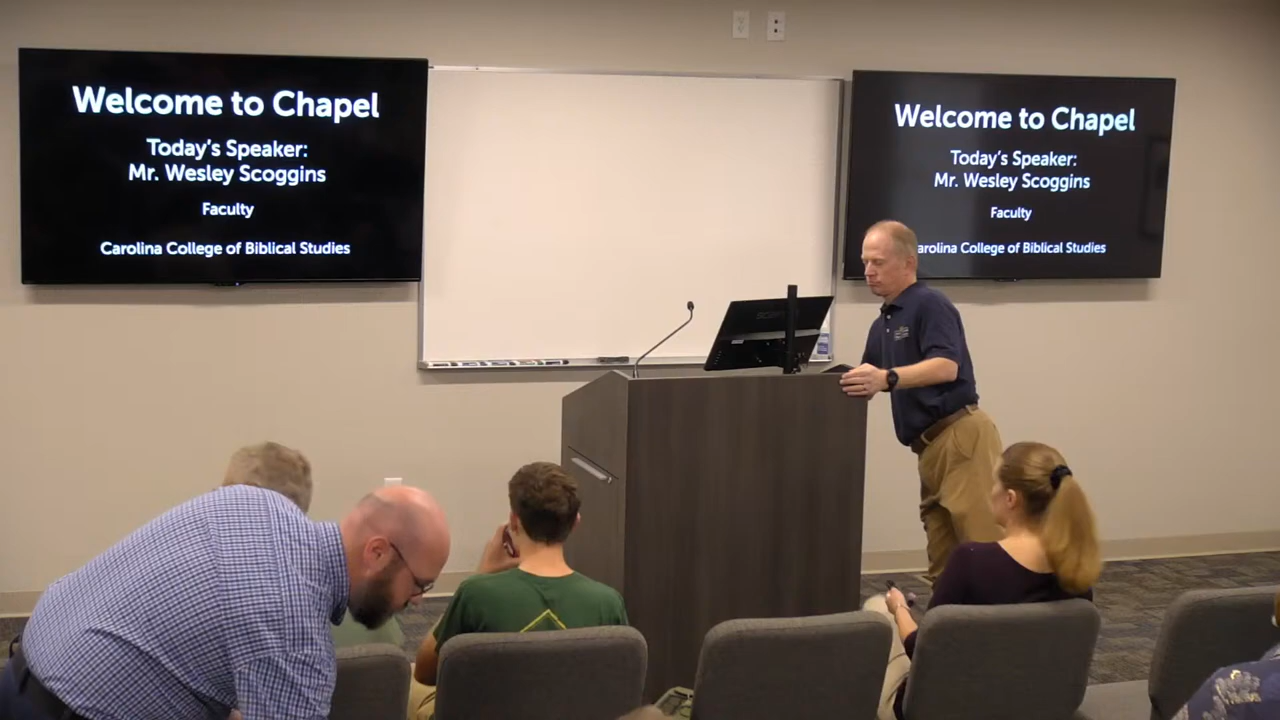 Welcome to Chapel
Today's Speaker:
Mr. Wesley Scoggins
Faculty
Carolina College of Biblical Studies
Welcome to Chapel
Today's Speaker:
Mr. Wesley Scoggins
Faculty
arolina College of Biblical Studies